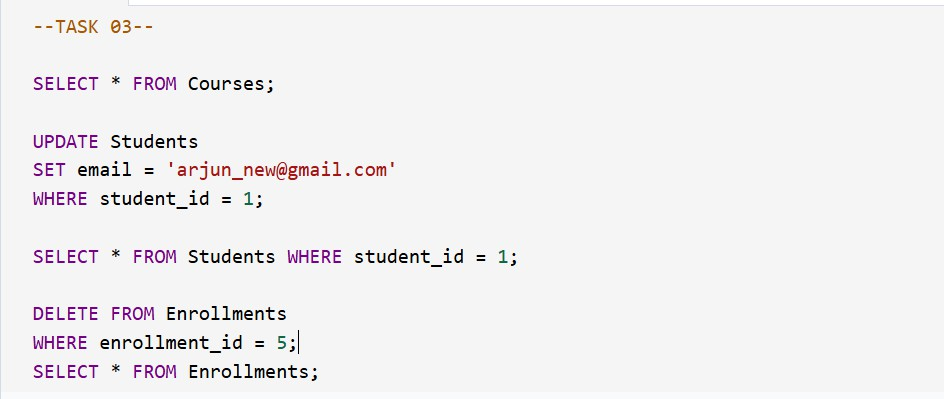 --TASK 03--
SELECT * FROM Courses;
UPDATE Students
SET email = 'arjun_new@gmail.com'
WHERE student_id = 1;
SELECT * FROM Students WHERE student_id = 1;
DELETE FROM Enrollments
WHERE enrollment_id = 5;
SELECT * FROM Enrollments;